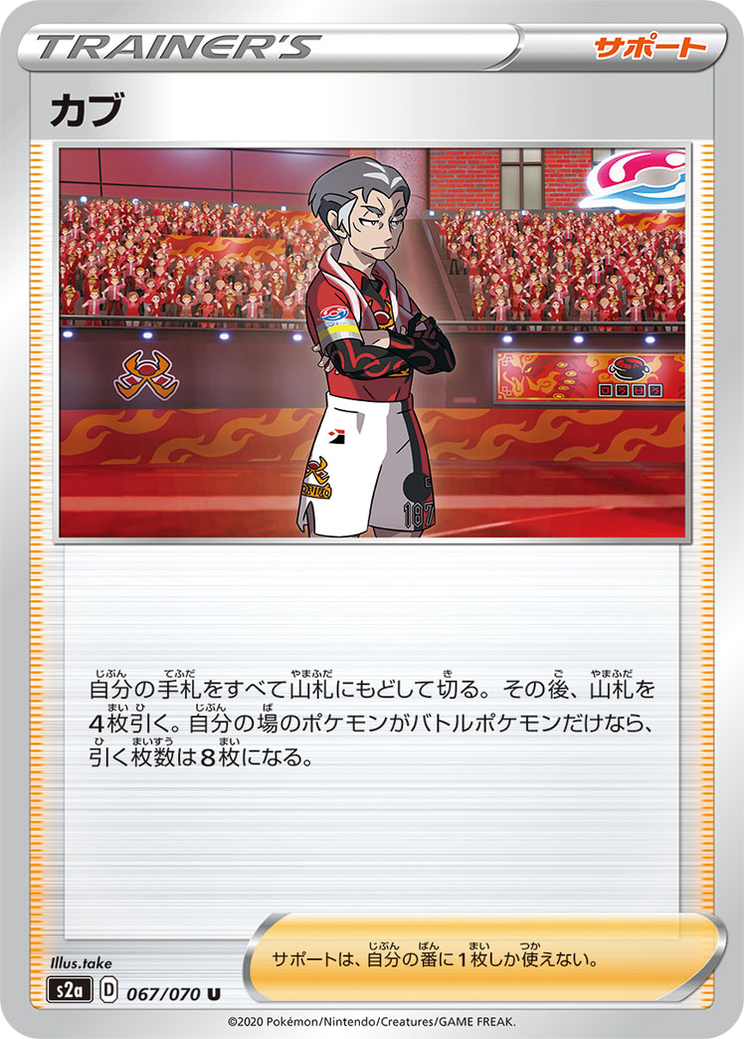 TRAINER'S サポート
カブ
187
自分の手札をすべて山札にもどして切る。その後、山札を
4枚引く。自分の場のポケモンがバトルポケモンだけなら、
引く枚数は8枚になる。
Illus.take
サポートは、自分の番に1枚しか使えない。
s2a D 067/070 U
©2020 Pokémon/Nintendo/Creatures/GAME FREAK.